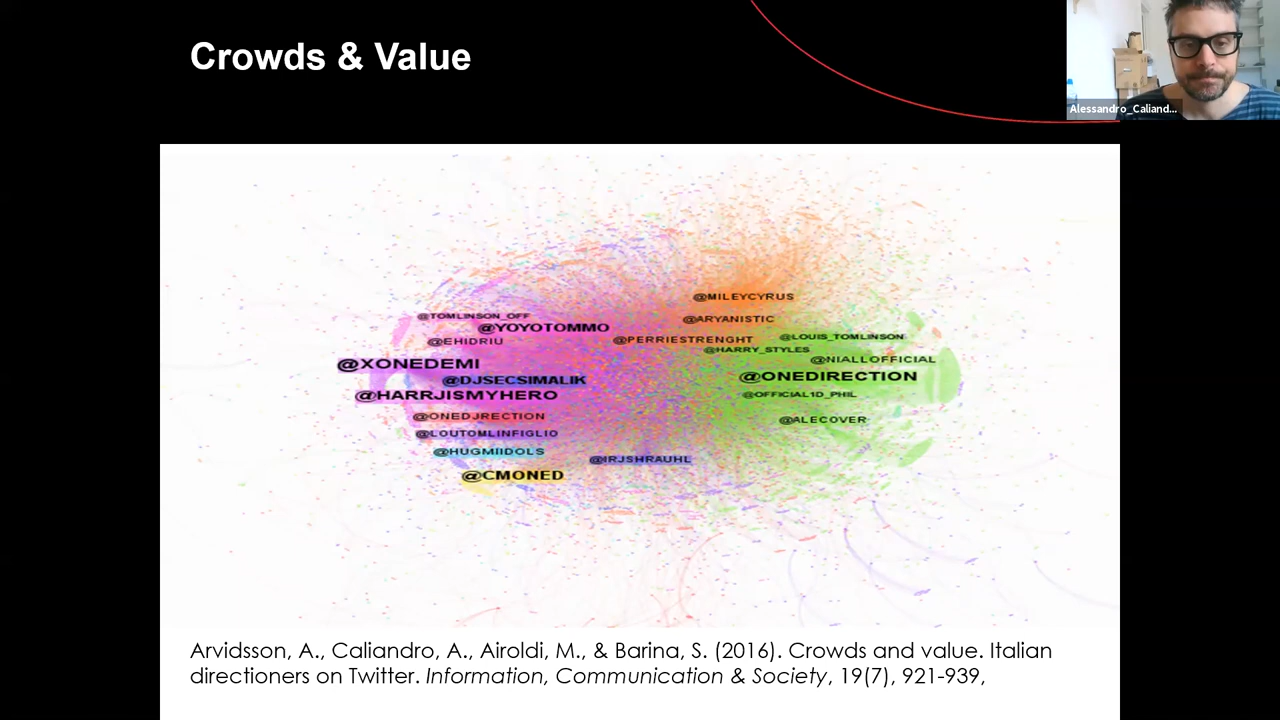 Crowds & Value
Alessandro_Caliand...
@MILEYCYRUS
@TOMLINSON_OFF
@ARYANISTIC
@YOYOTOMMO
@EHIDRIU
@PERRIESTRENGHT
@LOUIS_TOMLINSON
@HARRY_STYLES
@NIALLOFFICIAL
@XONEDEMI
@DJSECSIMALIK
@ONEDIRECTION
@HARRJISMYHERO
@OFFICIAL1D_PHIL
@ONEDJRECTION
@ALECOVER
@LOUTOMLINFIGLIO
@HUGMIIDOLS
@IRJSHRAUHL
@CMONED
Arvidsson, A., Caliandro, A., Airoldi, M., & Barina, S. (2016). Crowds and value. Italian
directioners on Twitter. Information, Communication & Society, 19(7), 921-939,